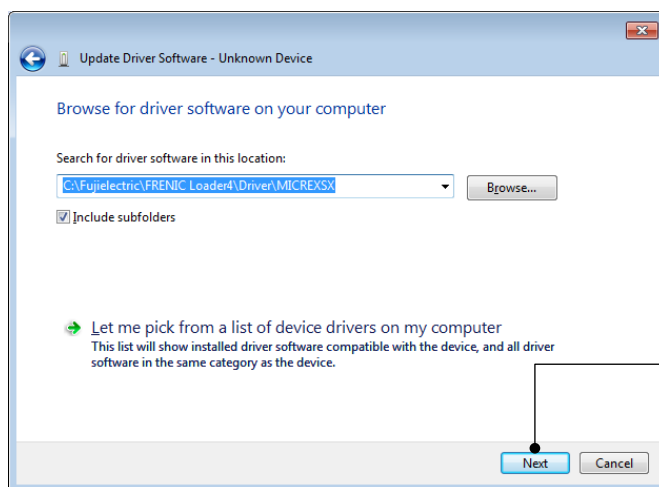 Update Driver Software - Unknown Device
Browse for driver software on your computer
Search for driver software in this location:
C:\Fujielectric\FRENIC Loader4\Driver\MICREXSX
Browse...
Include subfolders
Let me pick from a list of device drivers on my computer
This list will show installed driver software compatible with the device, and all driver
software in the same category as the device.
Next
Cancel